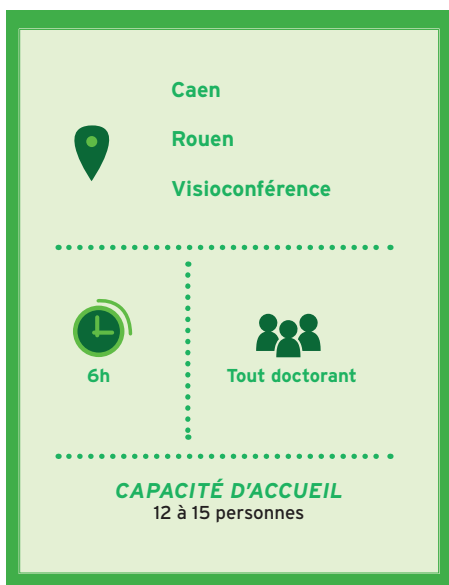 Caen
Rouen
Visioconférence
6h
Tout doctorant
CAPACITÉ D'ACCUEIL
12 à 15 personnes